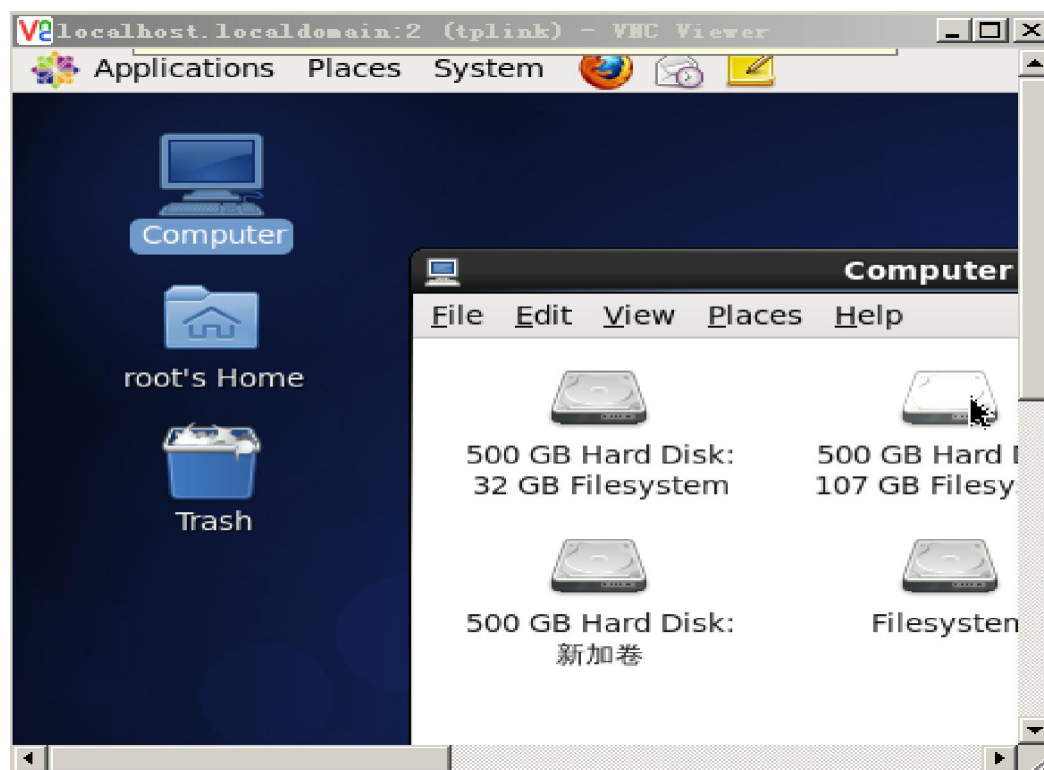 localhost.localdomain:2 (tplink) - VNC Viewer
Applications Places System
Computer
root's Home
Trash
Computer
File Edit View Places Help
500 GB Hard Disk:
32 GB Filesystem
500 GB Hard
107 GB
500 GB Hard Disk:
新加卷